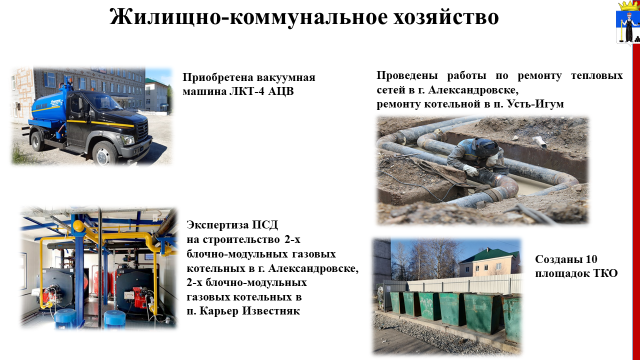 Жилищно-коммунальное хозяйство
Приобретена вакуумная
машина ЛКТ-4 АЦВ
Проведены работы по ремонту тепловых
сетей в г. Александровске,
ремонту котельной в п. Усть-Игум
Экспертиза ПСД
на строительство 2-х
блочно-модульных газовых
котельных в г. Александровске,
2-х блочно-модульных
газовых котельных в
п. Карьер Известняк
Созданы 10
площадок ТКО